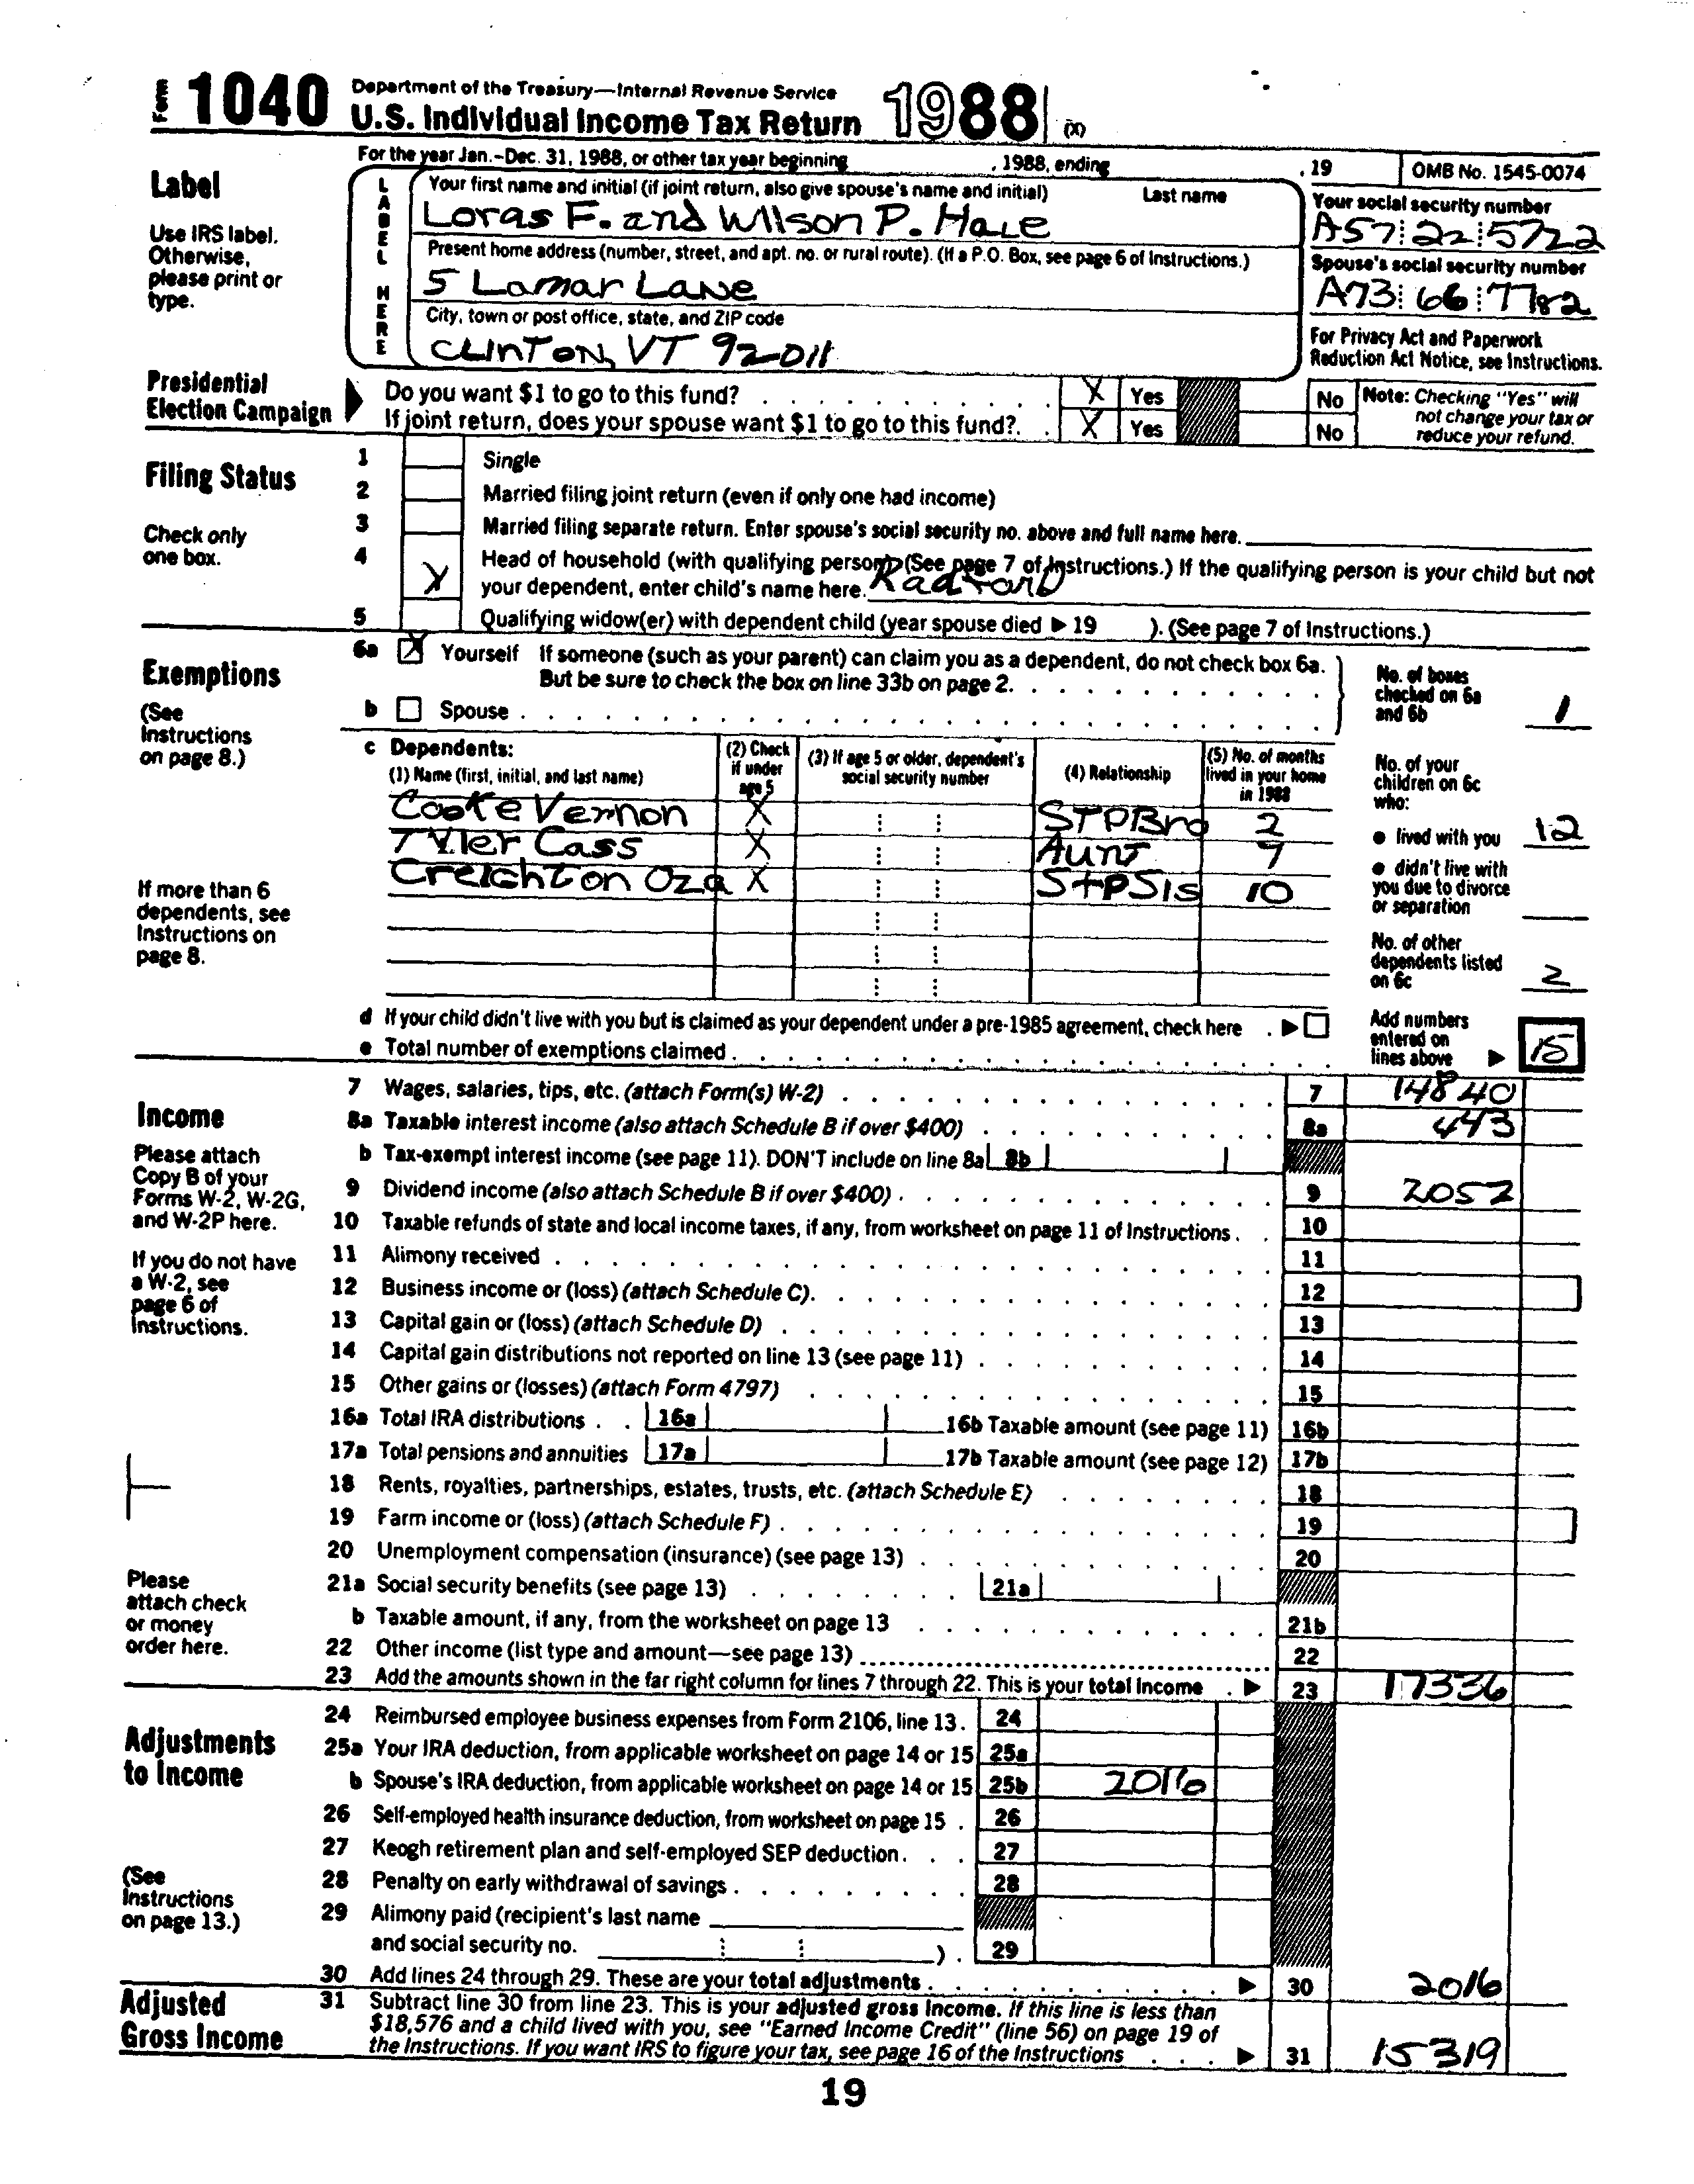 Form 1040 Department of the Treasury—Internal Revenue Service
U.S. Individual Income Tax Return 1988 (X)
For the year Jan.-Dec. 31, 1988, or other tax year beginning , 1988, ending , 19 OMB No. 1545-0074
Label
Use IRS label.
Otherwise,
please print or
type.
LABEL HERE
Your first name and initial (if joint return, also give spouse's name and initial) Last name
Loras F. and Wilson P. Hale
Your social security number
A57 22 5722
Present home address (number, street, and apt. no. or rural route). (If a P.O. Box, see page 6 of Instructions.)
5 Lamar Lane
Spouse's social security number
A73 66 7782
City, town or post office, state, and ZIP code
CLINTON, VT 92011
For Privacy Act and Paperwork
Reduction Act Notice, see Instructions.
Presidential
Election Campaign
Do you want $1 to go to this fund? X Yes No
If joint return, does your spouse want $1 to go to this fund? X Yes No
Note: Checking "Yes" will
not change your tax or
reduce your refund.
Filing Status
Check only
one box.
1 Single
2 Married filing joint return (even if only one had income)
3 Married filing separate return. Enter spouse's social security no. above and full name here.
4 X Head of household (with qualifying person). (See page 7 of Instructions.) If the qualifying person is your child but not
your dependent, enter child's name here. Radford
5 Qualifying widow(er) with dependent child (year spouse died ▶ 19 ). (See page 7 of Instructions.)
Exemptions
(See
Instructions
on page 8.)
6a X Yourself If someone (such as your parent) can claim you as a dependent, do not check box 6a.
But be sure to check the box on line 33b on page 2.
b Spouse
No. of boxes
checked on 6a
and 6b 1
c Dependents:
(1) Name (first, initial, and last name)
(2) Check
if under
age 5
(3) If age 5 or older, dependent's
social security number
(4) Relationship
(5) No. of months
lived in your home
in 1988
Cooke Vernon X STPBro 2
Tyler Cass X Aunt 7
Creighton Oza X StpSis 10
If more than 6
dependents, see
Instructions on
page 8.
No. of your
children on 6c
who:
● lived with you 12
● didn't live with
you due to divorce
or separation
No. of other
dependents listed
on 6c 2
d If your child didn't live with you but is claimed as your dependent under a pre-1985 agreement, check here ▶
e Total number of exemptions claimed
Add numbers
entered on
lines above ▶ 15
Income
Please attach
Copy B of your
Forms W-2, W-2G,
and W-2P here.
If you do not have
a W-2, see
page 6 of
Instructions.
7 Wages, salaries, tips, etc. (attach Form(s) W-2) 7 14840
8a Taxable interest income (also attach Schedule B if over $400) 8a 443
b Tax-exempt interest income (see page 11). DON'T include on line 8a 8b
9 Dividend income (also attach Schedule B if over $400) 9 2052
10 Taxable refunds of state and local income taxes, if any, from worksheet on page 11 of Instructions 10
11 Alimony received 11
12 Business income or (loss) (attach Schedule C) 12
13 Capital gain or (loss) (attach Schedule D) 13
14 Capital gain distributions not reported on line 13 (see page 11) 14
15 Other gains or (losses) (attach Form 4797) 15
16a Total IRA distributions 16a 16b Taxable amount (see page 11) 16b
17a Total pensions and annuities 17a 17b Taxable amount (see page 12) 17b
18 Rents, royalties, partnerships, estates, trusts, etc. (attach Schedule E) 18
19 Farm income or (loss) (attach Schedule F) 19
20 Unemployment compensation (insurance) (see page 13) 20
21a Social security benefits (see page 13) 21a
b Taxable amount, if any, from the worksheet on page 13 21b
22 Other income (list type and amount—see page 13) 22
23 Add the amounts shown in the far right column for lines 7 through 22. This is your total income ▶ 23 17336
Please
attach check
or money
order here.
Adjustments
to Income
(See
Instructions
on page 13.)
24 Reimbursed employee business expenses from Form 2106, line 13 24
25a Your IRA deduction, from applicable worksheet on page 14 or 15 25a
b Spouse's IRA deduction, from applicable worksheet on page 14 or 15 25b 2016
26 Self-employed health insurance deduction, from worksheet on page 15 26
27 Keogh retirement plan and self-employed SEP deduction 27
28 Penalty on early withdrawal of savings 28
29 Alimony paid (recipient's last name
and social security no. ) 29
30 Add lines 24 through 29. These are your total adjustments ▶ 30 2016
Adjusted
Gross Income
31 Subtract line 30 from line 23. This is your adjusted gross income. If this line is less than
$18,576 and a child lived with you, see "Earned Income Credit" (line 56) on page 19 of
the Instructions. If you want IRS to figure your tax, see page 16 of the Instructions ▶ 31 15319
19